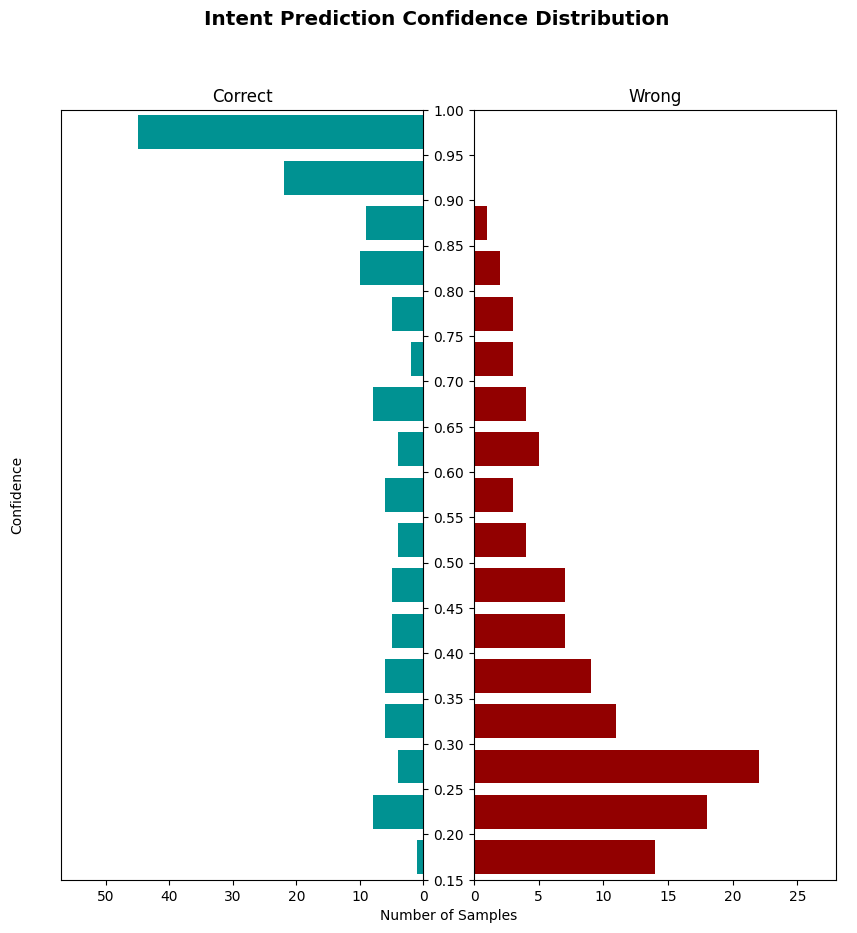 Intent Prediction Confidence Distribution
Correct
Wrong
1.00
0.95
0.90
0.85
0.80
0.75
0.70
0.65
0.60
0.55
0.50
0.45
0.40
0.35
0.30
0.25
0.20
0.15
Confidence
50 40 30 20 10 0
0 5 10 15 20 25
Number of Samples